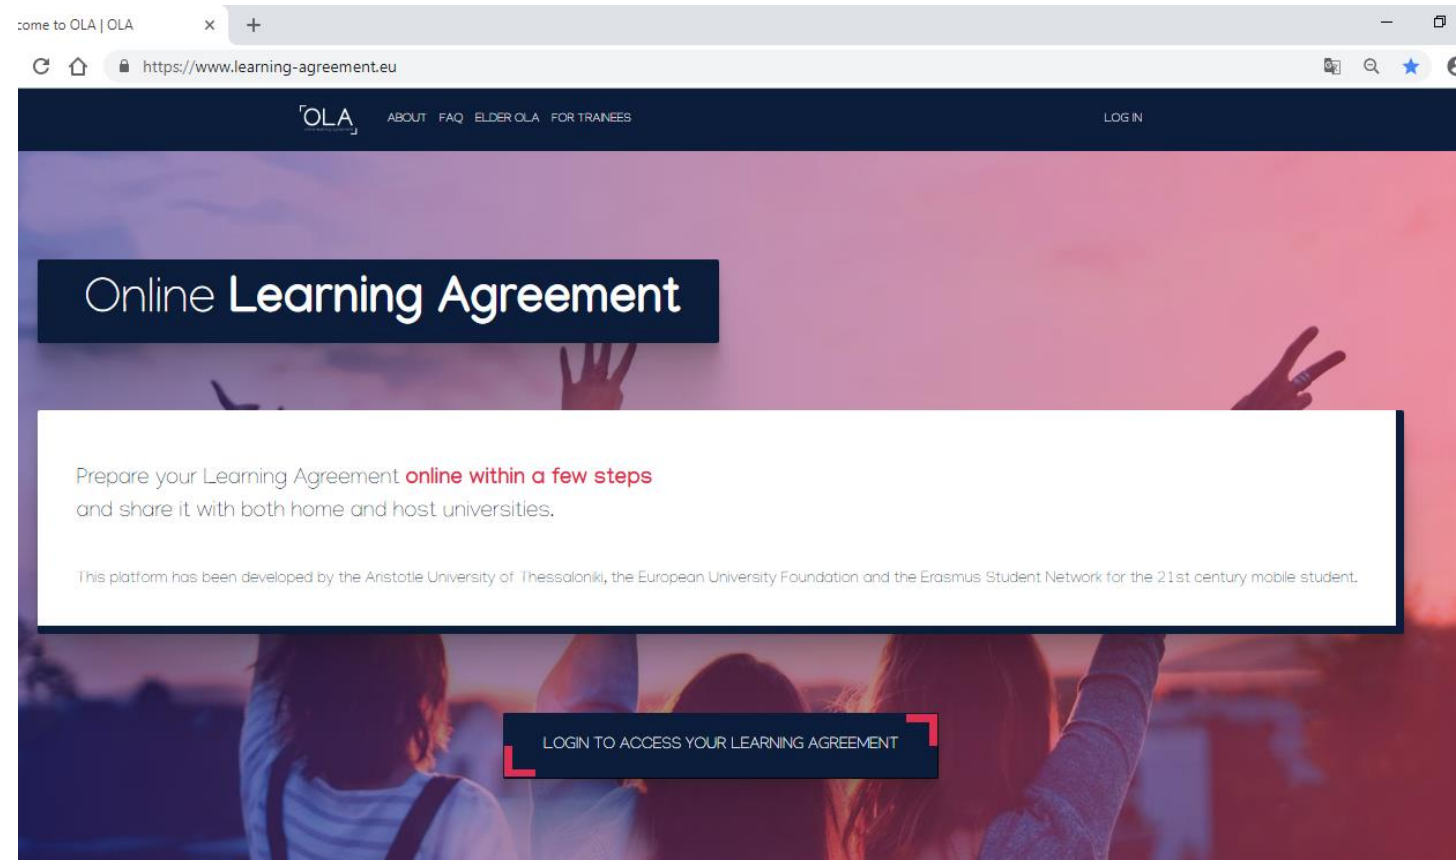 come to OLA | OLA
https://www.learning-agreement.eu
OLA ABOUT FAQ ELDER OLA FOR TRAINEES LOG IN
Online Learning Agreement
Prepare your Learning Agreement online within a few steps
and share it with both home and host universities.
This platform has been developed by the Aristotle University of Thessaloniki, the European University Foundation and the Erasmus Student Network for the 21st century mobile student.
LOGIN TO ACCESS YOUR LEARNING AGREEMENT